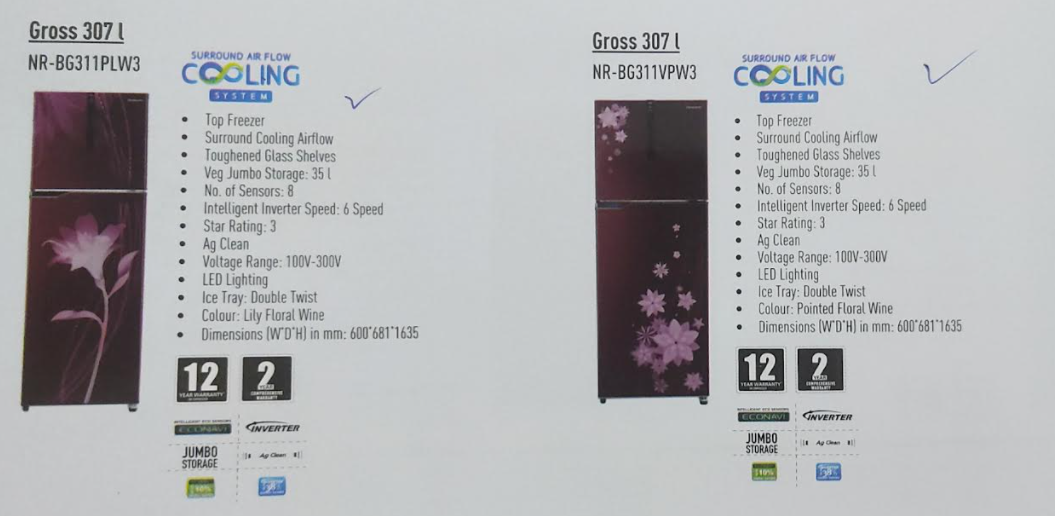 Gross 307 l
NR-BG311PLW3
SURROUND AIR FLOW
COOLING
SYSTEM
• Top Freezer
• Surround Cooling Airflow
• Toughened Glass Shelves
• Veg Jumbo Storage: 35 l
• No. of Sensors: 8
• Intelligent Inverter Speed: 6 Speed
• Star Rating: 3
• Ag Clean
• Voltage Range: 100V-300V
• LED Lighting
• Ice Tray: Double Twist
• Colour: Lily Floral Wine
• Dimensions (W*D*H) in mm: 600*681*1635
12
YEAR WARRANTY
2
YEAR
COMPREHENSIVE
WARRANTY
INTELLIGENT ECO SENSORS
ECONAVI
INVERTER
JUMBO
STORAGE
Ag Clean
Gross 307 l
NR-BG311VPW3
SURROUND AIR FLOW
COOLING
SYSTEM
• Top Freezer
• Surround Cooling Airflow
• Toughened Glass Shelves
• Veg Jumbo Storage: 35 l
• No. of Sensors: 8
• Intelligent Inverter Speed: 6 Speed
• Star Rating: 3
• Ag Clean
• Voltage Range: 100V-300V
• LED Lighting
• Ice Tray: Double Twist
• Colour: Pointed Floral Wine
• Dimensions (W*D*H) in mm: 600*681*1635
12
YEAR WARRANTY
2
YEAR
COMPREHENSIVE
WARRANTY
INTELLIGENT ECO SENSORS
ECONAVI
INVERTER
JUMBO
STORAGE
Ag Clean